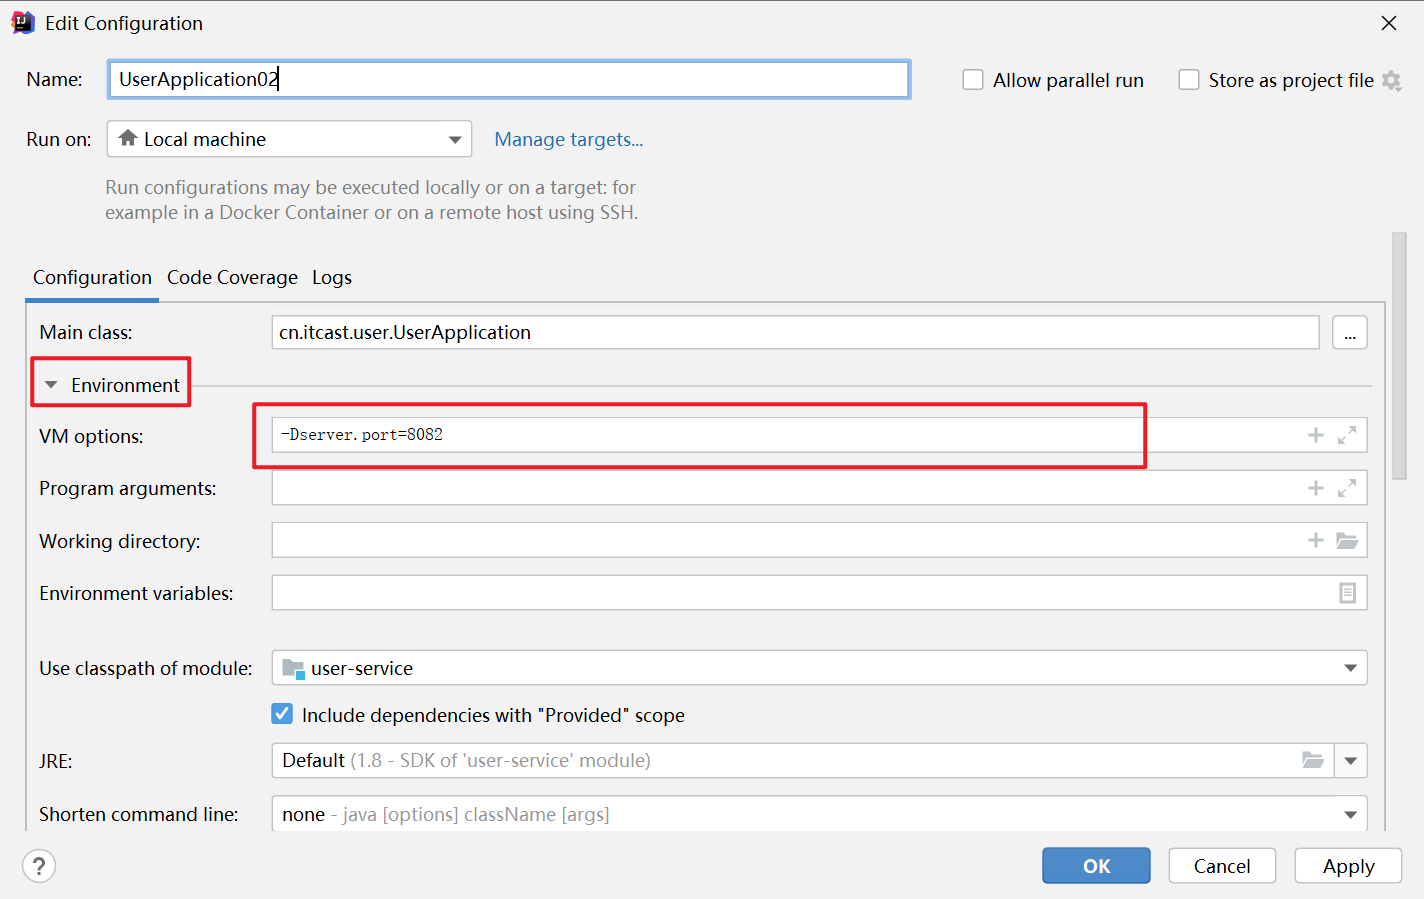 Edit Configuration
Name: UserApplication02 Allow parallel run Store as project file
Run on: Local machine Manage targets...
Run configurations may be executed locally or on a target: for
example in a Docker Container or on a remote host using SSH.
Configuration Code Coverage Logs
Main class: cn.itcast.user.UserApplication ...
Environment
VM options: -Dserver.port=8082
Program arguments:
Working directory:
Environment variables:
Use classpath of module: user-service
Include dependencies with "Provided" scope
JRE: Default (1.8 - SDK of 'user-service' module)
Shorten command line: none - java [options] className [args]
? OK Cancel Apply